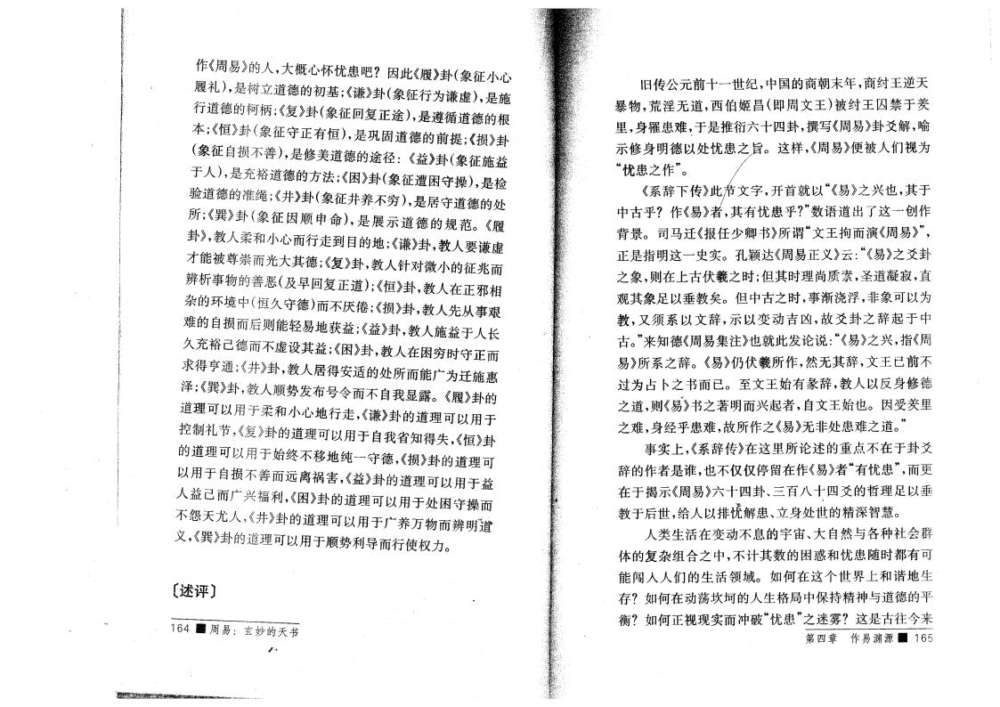 作《周易》的人,大概心怀忧患吧?因此《履》卦(象征小心
履礼),是树立道德的初基;《谦》卦(象征行为谦虚),是施
行道德的柯柄;《复》卦(象征回复正途),是遵循道德的根
本;《恒》卦(象征守正有恒),是巩固道德的前提;《损》卦
(象征自损不善),是修美道德的途径:《益》卦(象征施益
于人),是充裕道德的方法;《困》卦(象征遭困守操),是检
验道德的准绳;《井》卦(象征井养不穷),是居守道德的处
所;《巽》卦(象征因顺申命),是展示道德的规范。《履
卦》,教人柔和小心而行走到目的地;《谦》卦,教人要谦虚
才能被尊崇而光大其德;《复》卦,教人针对微小的征兆而
辨析事物的善恶(及早回复正道);《恒》卦,教人在正邪相
杂的环境中(恒久守德)而不厌倦;《损》卦,教人先从事艰
难的自损而后则能轻易地获益;《益》卦,教人施益于人长
久充裕己德而不虚设其益;《困》卦,教人在困穷时守正而
求得亨通;《井》卦,教人居得安适的处所而能广为迁施惠
泽;《巽》卦,教人顺势发布号令而不自我显露。《履》卦的
道理可以用于柔和小心地行走,《谦》卦的道理可以用于
控制礼节,《复》卦的道理可以用于自我省知得失,《恒》卦
的道理可以用于始终不移地纯一守德,《损》卦的道理可
以用于自损不善而远离祸害,《益》卦的道理可以用于益
人益己而广兴福利,《困》卦的道理可以用于处困守操而
不怨天尤人,《井》卦的道理可以用于广养万物而辨明道
义,《巽》卦的道理可以用于顺势利导而行使权力。
〔述评〕
164 ■ 周易:玄妙的天书
旧传公元前十一世纪,中国的商朝末年,商纣王逆天
暴物,荒淫无道,西伯姬昌(即周文王)被纣王囚禁于羑
里,身罹患难,于是推衍六十四卦,撰写《周易》卦爻解,喻
示修身明德以处忧患之旨。这样,《周易》便被人们视为
“忧患之作”。
《系辞下传》此节文字,开首就以“《易》之兴也,其于
中古乎?作《易》者,其有忧患乎?”数语道出了这一创作
背景。司马迁《报任少卿书》所谓“文王拘而演《周易》”,
正是指明这一史实。孔颖达《周易正义》云:“《易》之爻卦
之象,则在上古伏羲之时;但其时理尚质素,圣道凝寂,直
观其象足以垂教矣。但中古之时,事渐浇浮,非象可以为
教,又须系以文辞,示以变动吉凶,故爻卦之辞起于中
古。”来知德《周易集注》也就此发论说:“《易》之兴,指《周
易》所系之辞。《易》仍伏羲所作,然无其辞,文王已前不
过为占卜之书而已。至文王始有彖辞,教人以反身修德
之道,则《易》书之著明而兴起者,自文王始也。因受羑里
之难,身经乎患难,故所作之《易》无非处患难之道。”
事实上,《系辞传》在这里所论述的重点不在于卦爻
辞的作者是谁,也不仅仅停留在作《易》者“有忧患”,而更
在于揭示《周易》六十四卦、三百八十四爻的哲理足以垂
教于后世,给人以排忧解患、立身处世的精深智慧。
人类生活在变动不息的宇宙、大自然与各种社会群
体的复杂组合之中,不计其数的困惑和忧患随时都有可
能闯入人们的生活领域。如何在这个世界上和谐地生
存?如何在动荡坎坷的人生格局中保持精神与道德的平
衡?如何正视现实而冲破“忧患”之迷雾?这是古往今来
第四章 作易渊源 ■ 165